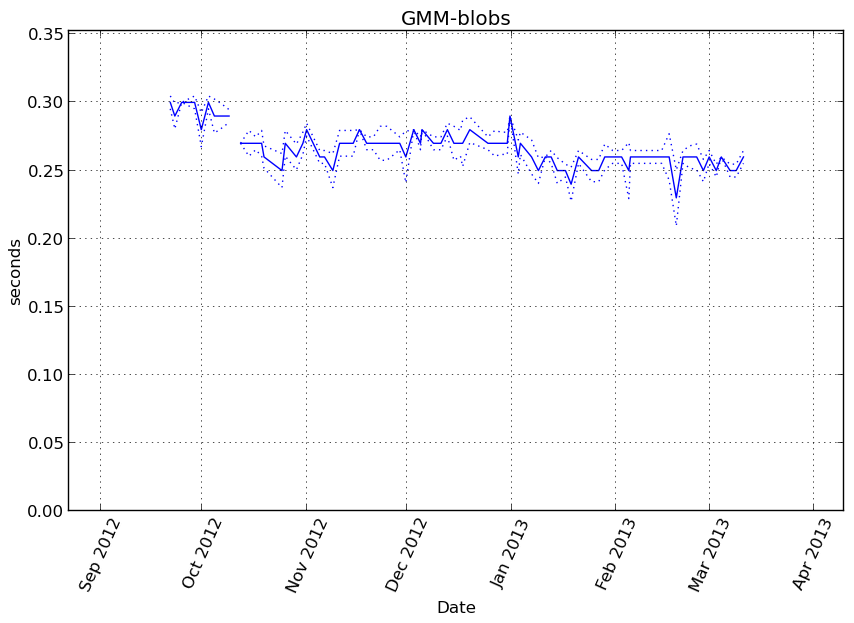 GMM-blobs
0.35
0.30
0.25
0.20
0.15
0.10
0.05
0.00
seconds
Sep 2012
Oct 2012
Nov 2012
Dec 2012
Jan 2013
Feb 2013
Mar 2013
Apr 2013
Date